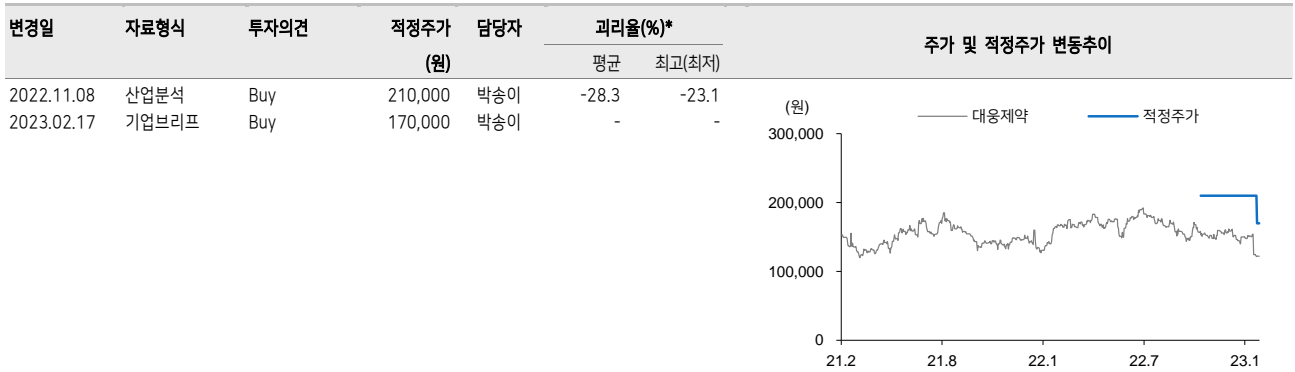 변경일 자료형식 투자의견 적정주가 (원) 담당자 괴리율(%)* 주가 및 적정주가 변동추이
평균 최고(최저)
2022.11.08 산업분석 Buy 210,000 박송이 -28.3 -23.1
2023.02.17 기업브리프 Buy 170,000 박송이 - -
(원) 대웅제약 적정주가
300,000
200,000
100,000
0
21.2 21.8 22.1 22.7 23.1